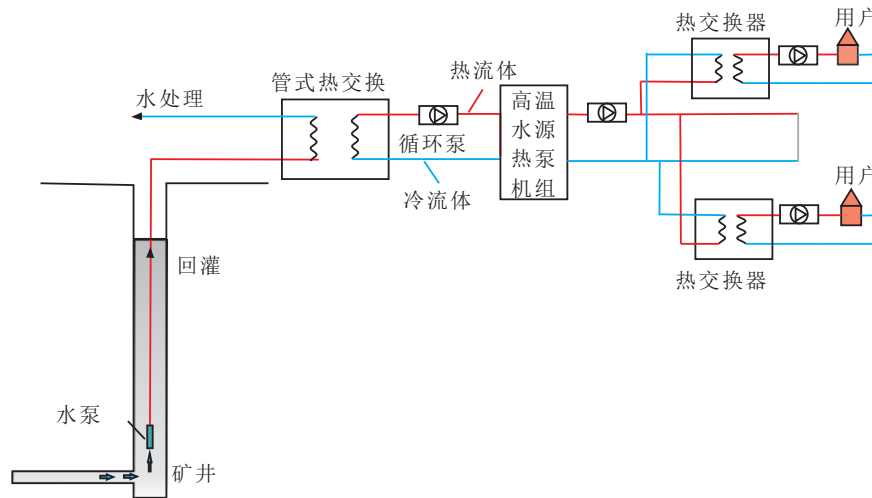 热交换器
用户
管式热交换
热流体
水处理
高温
水源
热泵
机组
循环泵
冷流体
用户
回灌
热交换器
水泵
矿井